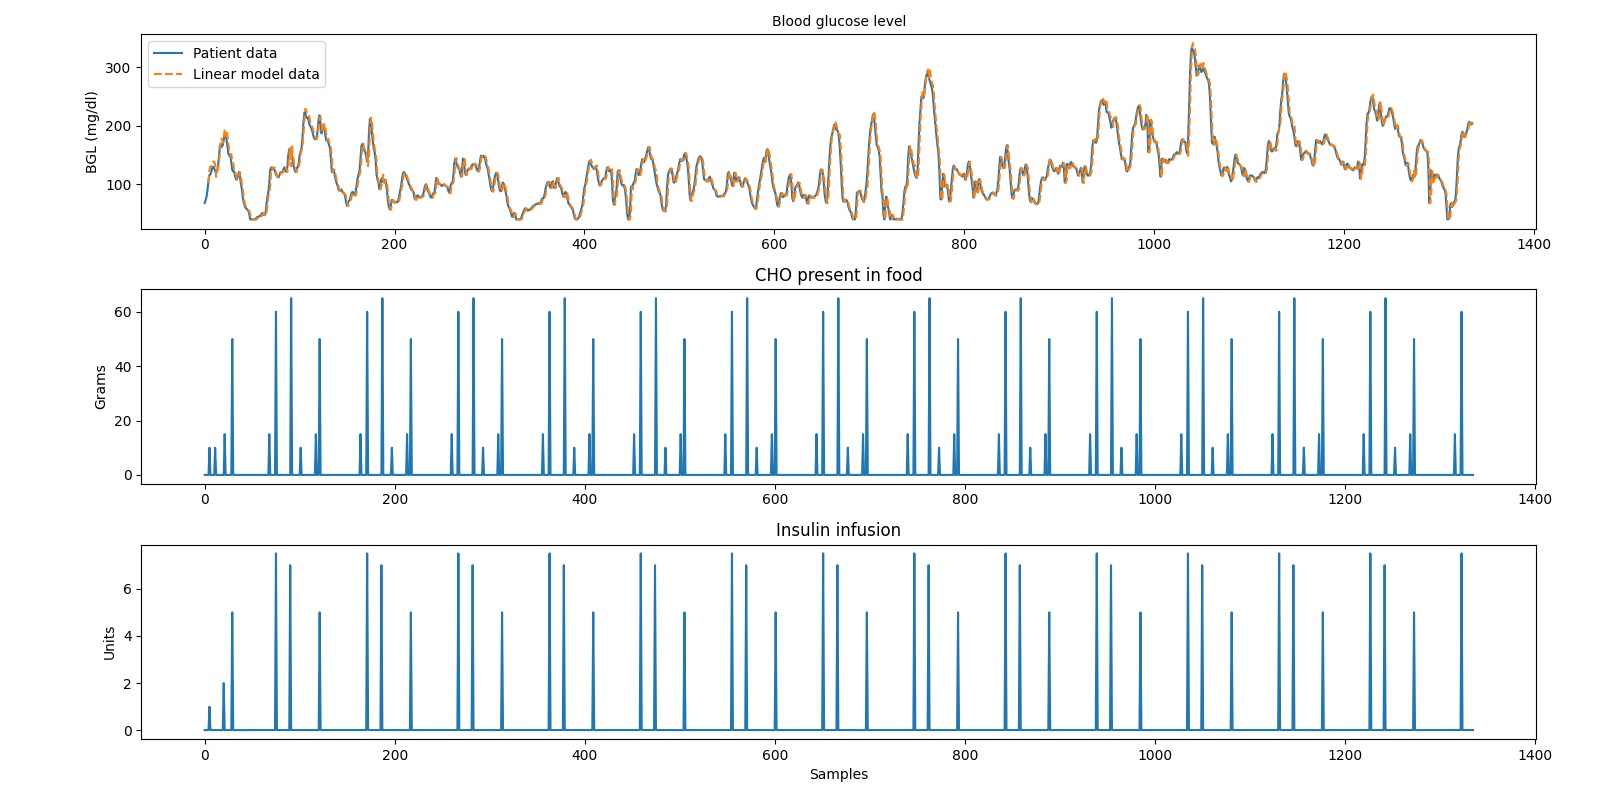 Blood glucose level
Patient data
Linear model data
BGL (mg/dl)
300
200
100
0 200 400 600 800 1000 1200 1400
CHO present in food
Grams
60
40
20
0
0 200 400 600 800 1000 1200 1400
Insulin infusion
Units
6
4
2
0
0 200 400 600 800 1000 1200 1400
Samples